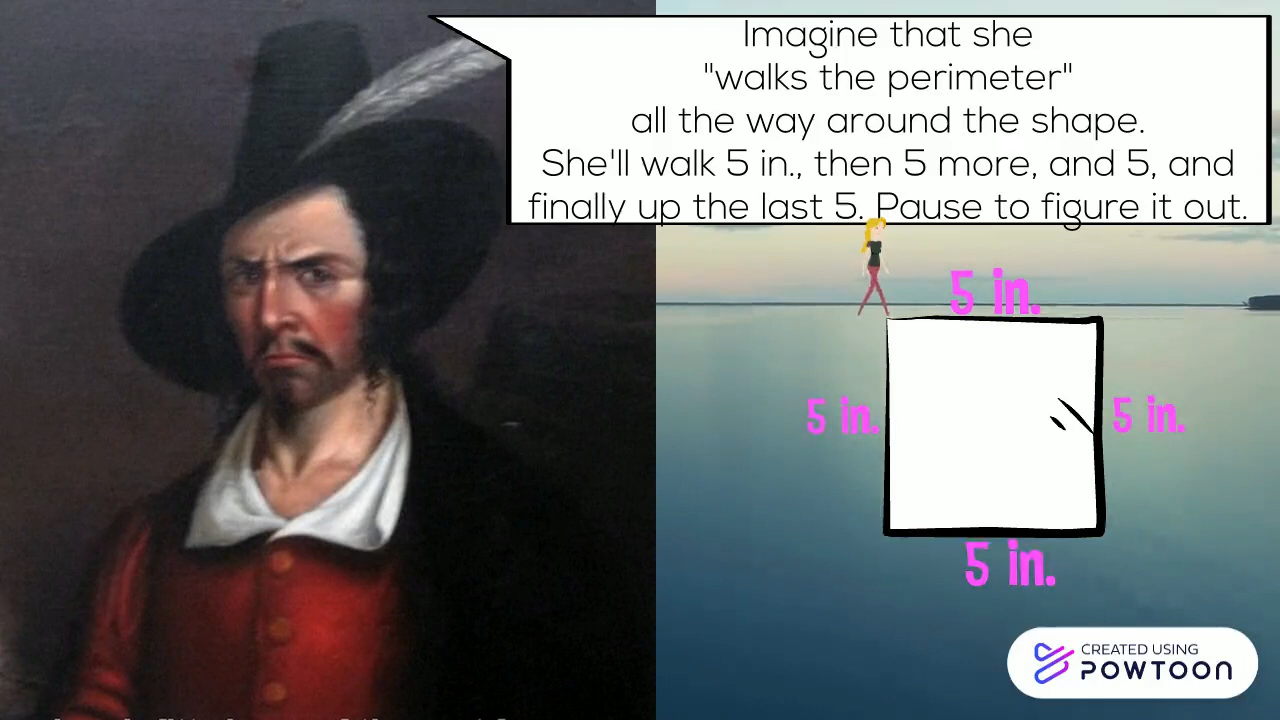 Imagine that she
"walks the perimeter"
all the way around the shape.
She'll walk 5 in., then 5 more, and 5, and
finally up the last 5. Pause to figure it out.
5 in.
5 in.
5 in.
5 in.
CREATED USING
POWTOON